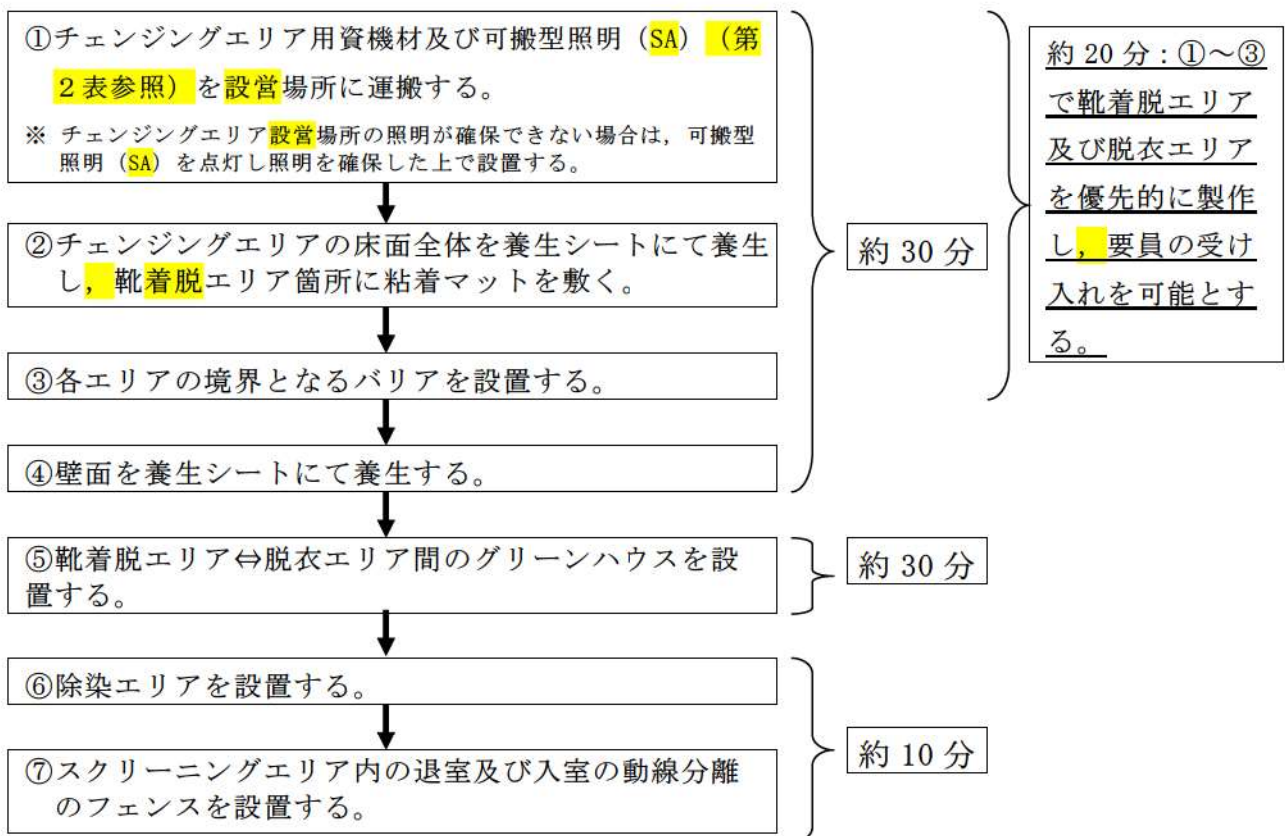 ①チェンジングエリア用資機材及び可搬型照明（SA）（第
２表参照）を設営場所に運搬する。
※ チェンジングエリア設営場所の照明が確保できない場合は，可搬型
照明（SA）を点灯し照明を確保した上で設置する。
②チェンジングエリアの床面全体を養生シートにて養生
し，靴着脱エリア箇所に粘着マットを敷く。
③各エリアの境界となるバリアを設置する。
④壁面を養生シートにて養生する。
約 30 分
約 20 分：①～③
で靴着脱エリア
及び脱衣エリア
を優先的に製作
し，要員の受け
入れを可能とす
る。
⑤靴着脱エリア⇔脱衣エリア間のグリーンハウスを設
置する。
約 30 分
⑥除染エリアを設置する。
⑦スクリーニングエリア内の退室及び入室の動線分離
のフェンスを設置する。
約 10 分